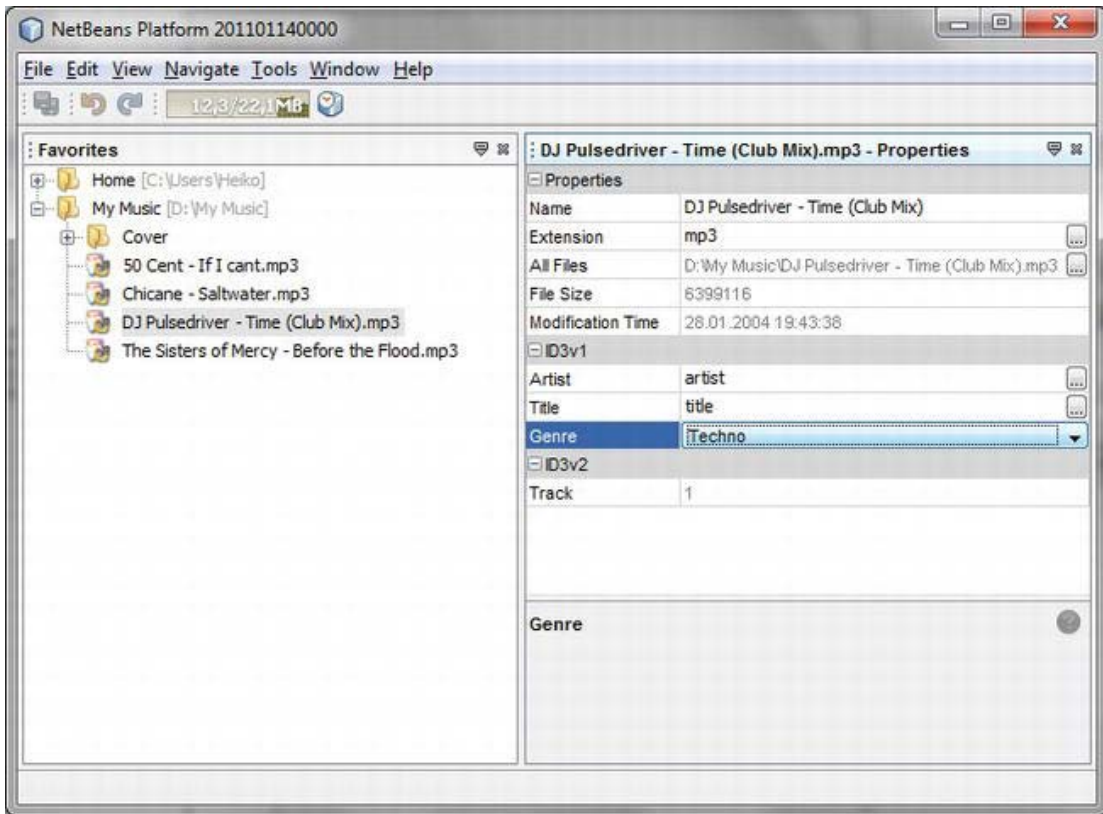 NetBeans Platform 201101140000
File Edit View Navigate Tools Window Help
12,3/22,1MB
Favorites
Home [C:\Users\Heiko]
My Music [D:\My Music]
Cover
50 Cent - If I cant.mp3
Chicane - Saltwater.mp3
DJ Pulsedriver - Time (Club Mix).mp3
The Sisters of Mercy - Before the Flood.mp3
DJ Pulsedriver - Time (Club Mix).mp3 - Properties
Properties
Name DJ Pulsedriver - Time (Club Mix)
Extension mp3 ...
All Files D:\My Music\DJ Pulsedriver - Time (Club Mix).mp3 ...
File Size 6399116
Modification Time 28.01.2004 19:43:38
ID3v1
Artist artist ...
Title title ...
Genre Techno
ID3v2
Track 1
Genre
?